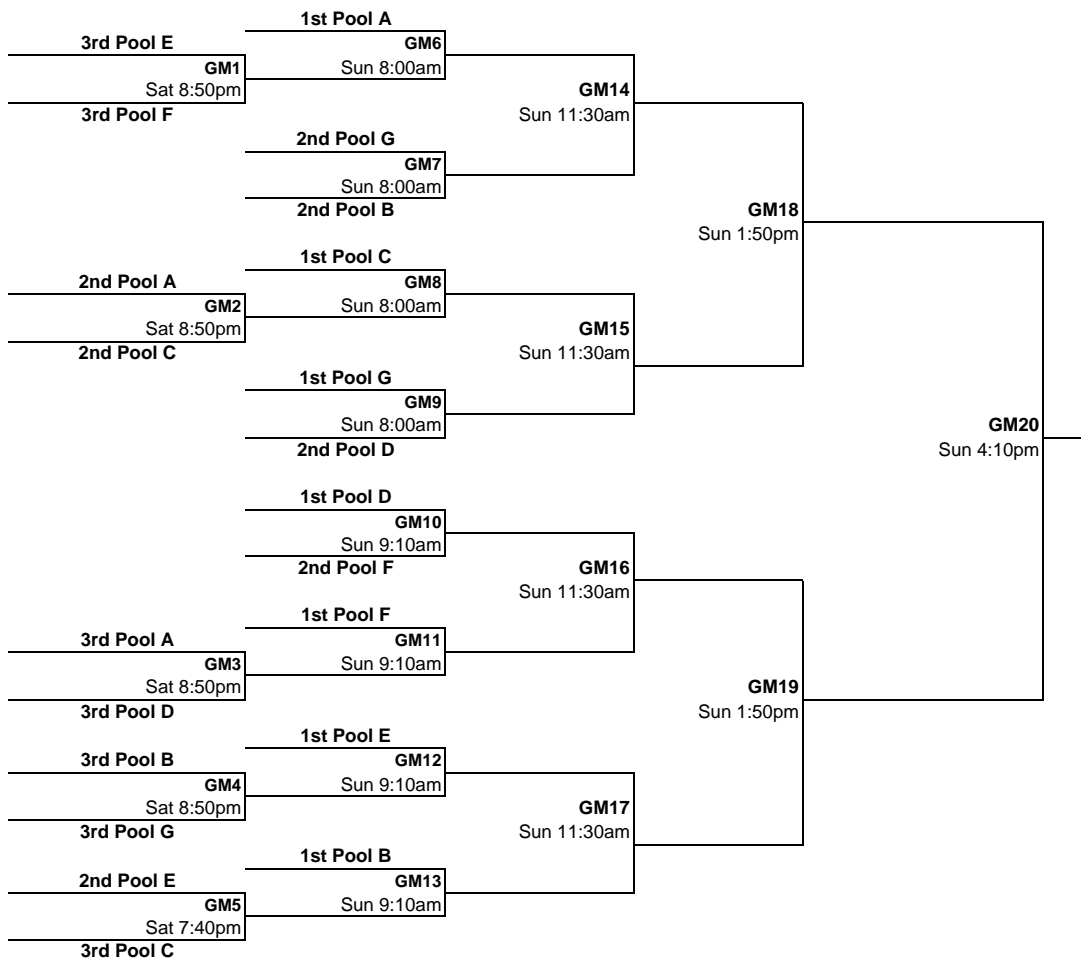 1st Pool A
3rd Pool E
GM6
GM1
Sun 8:00am
Sat 8:50pm
GM14
3rd Pool F
Sun 11:30am
2nd Pool G
GM7
Sun 8:00am
2nd Pool B
GM18
Sun 1:50pm
1st Pool C
2nd Pool A
GM8
GM2
Sun 8:00am
Sat 8:50pm
GM15
2nd Pool C
Sun 11:30am
1st Pool G
GM9
Sun 8:00am
GM20
2nd Pool D
Sun 4:10pm
1st Pool D
GM10
Sun 9:10am
2nd Pool F
GM16
Sun 11:30am
1st Pool F
3rd Pool A
GM11
GM3
Sun 9:10am
Sat 8:50pm
GM19
3rd Pool D
Sun 1:50pm
1st Pool E
3rd Pool B
GM12
GM4
Sun 9:10am
Sat 8:50pm
GM17
3rd Pool G
Sun 11:30am
1st Pool B
2nd Pool E
GM13
GM5
Sun 9:10am
Sat 7:40pm
3rd Pool C